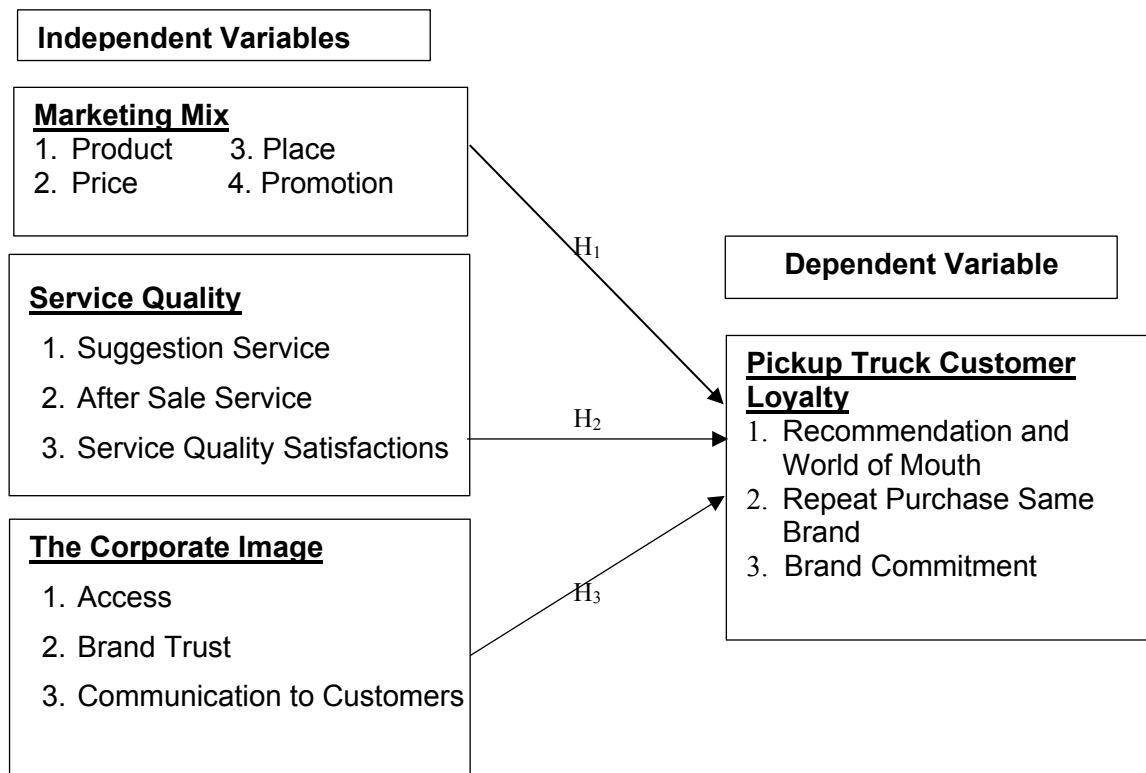 Independent Variables
Marketing Mix
1. Product 3. Place
2. Price 4. Promotion
Service Quality
1. Suggestion Service
2. After Sale Service
3. Service Quality Satisfactions
The Corporate Image
1. Access
2. Brand Trust
3. Communication to Customers
H₁
H₂
H₃
Dependent Variable
Pickup Truck Customer
Loyalty
1. Recommendation and
World of Mouth
2. Repeat Purchase Same
Brand
3. Brand Commitment